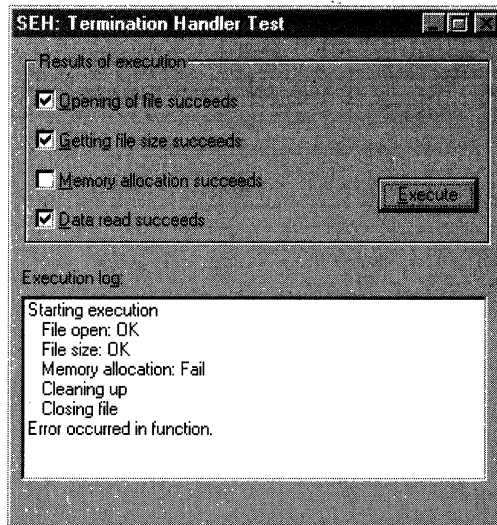 SEH: Termination Handler Test
Results of execution
Opening of file succeeds
Getting file size succeeds
Memory allocation succeeds
Execute
Data read succeeds
Execution log:
Starting execution
File open: OK
File size: OK
Memory allocation: Fail
Cleaning up
Closing file
Error occurred in function.